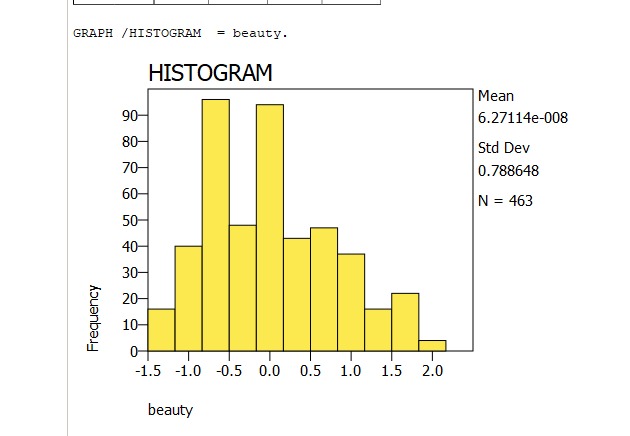 GRAPH /HISTOGRAM  = beauty.
HISTOGRAM
Mean
6.27114e-008
Std Dev
0.788648
N = 463
90
80
70
60
50
40
30
20
10
0
Frequency
-1.5 -1.0 -0.5 0.0 0.5 1.0 1.5 2.0
beauty